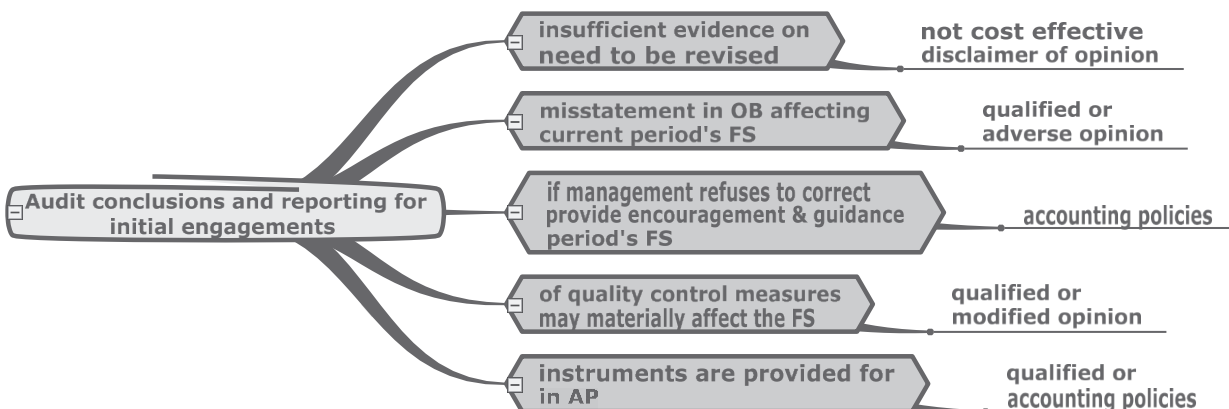 insufficient evidence on
need to be revised
not cost effective
disclaimer of opinion
misstatement in OB affecting
current period's FS
qualified or
adverse opinion
Audit conclusions and reporting for
initial engagements
if management refuses to correct
provide encouragement & guidance
period's FS
accounting policies
of quality control measures
may materially affect the FS
qualified or
modified opinion
instruments are provided for
in AP
qualified or
accounting policies